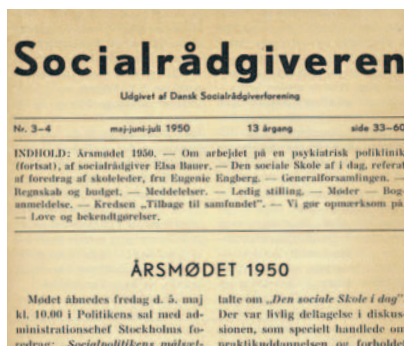 Socialrådgiveren
Udgivet af Dansk Socialrådgiverforening
Nr. 3-4 maj-juni-juli 1950 13 årgang side 33-60
INDHOLD: Årsmødet 1950. — Om arbejdet på en psykiatrisk poliklinik
(fortsat), af socialrådgiver Elsa Bauer. — Den sociale Skole af i dag, referat
af foredrag af skoleleder, fru Eugenie Engberg. — Generalforsamlingen. —
Regnskab og budget. — Meddelelser. — Ledig stilling. — Møder — Bog-
anmeldelse. — Kredsen „Tilbage til samfundet". — Vi gør opmærksom på
— Love og bekendtgørelser.
ÅRSMØDET 1950
Mødet åbnedes fredag d. 5. maj
kl. 10.00 i Politikens sal med ad-
ministrationschef Stockholms fo-
redrag: „Socialpolitikens målsæt-
talte om „Den sociale Skole i dag"
Der var livlig deltagelse i diskus-
sionen, som specielt handlede om
praktikuddannelsen og forholdet